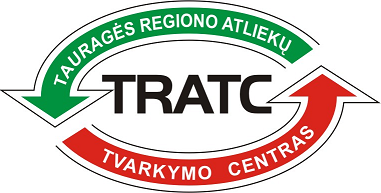 TAURAGĖS REGIONO ATLIEKŲ
TRATC
TVARKYMO CENTRAS